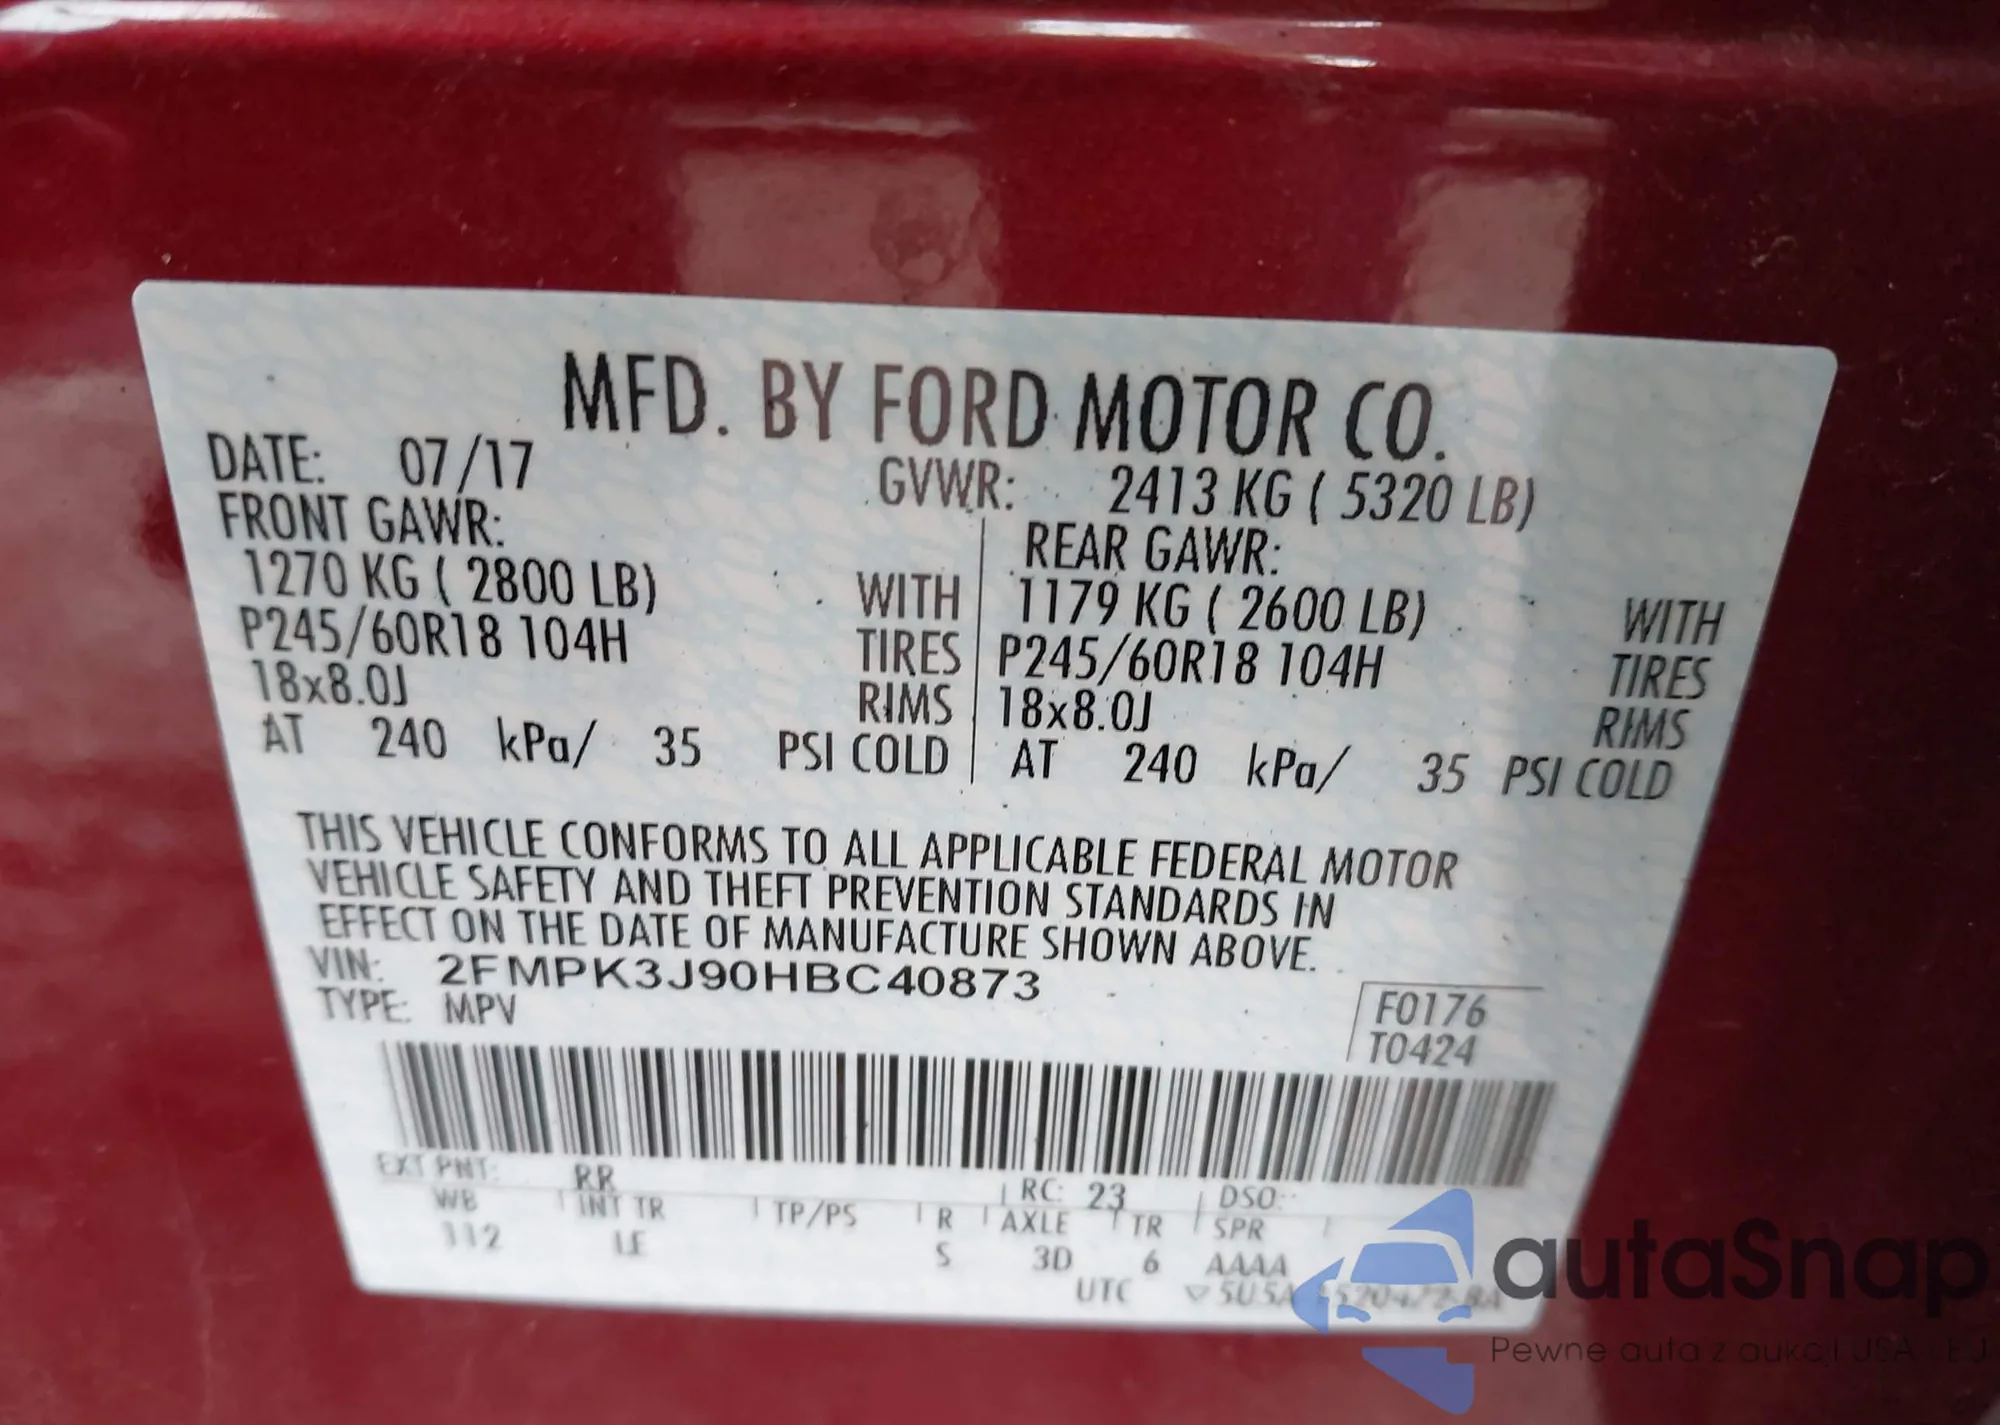 MFD. BY FORD MOTOR CO.
DATE: 07/17 GVWR: 2413 KG ( 5320 LB)
FRONT GAWR: REAR GAWR:
1270 KG ( 2800 LB) WITH 1179 KG ( 2600 LB) WITH
P245/60R18 104H TIRES P245/60R18 104H TIRES
18x8.0J RIMS 18x8.0J RIMS
AT 240 kPa/ 35 PSI COLD AT 240 kPa/ 35 PSI COLD
THIS VEHICLE CONFORMS TO ALL APPLICABLE FEDERAL MOTOR
VEHICLE SAFETY AND THEFT PREVENTION STANDARDS IN
EFFECT ON THE DATE OF MANUFACTURE SHOWN ABOVE.
VIN: 2FMPK3J90HBC40873
TYPE: MPV
F0176
T0424
EXT PNT: RR RC: 23 DSO:
WB INT TR TP/PS R AXLE TR SPR
112 LE S 3D 6 AAAA
UTC
autaSnap
Pewne auta z aukcji USA i EU